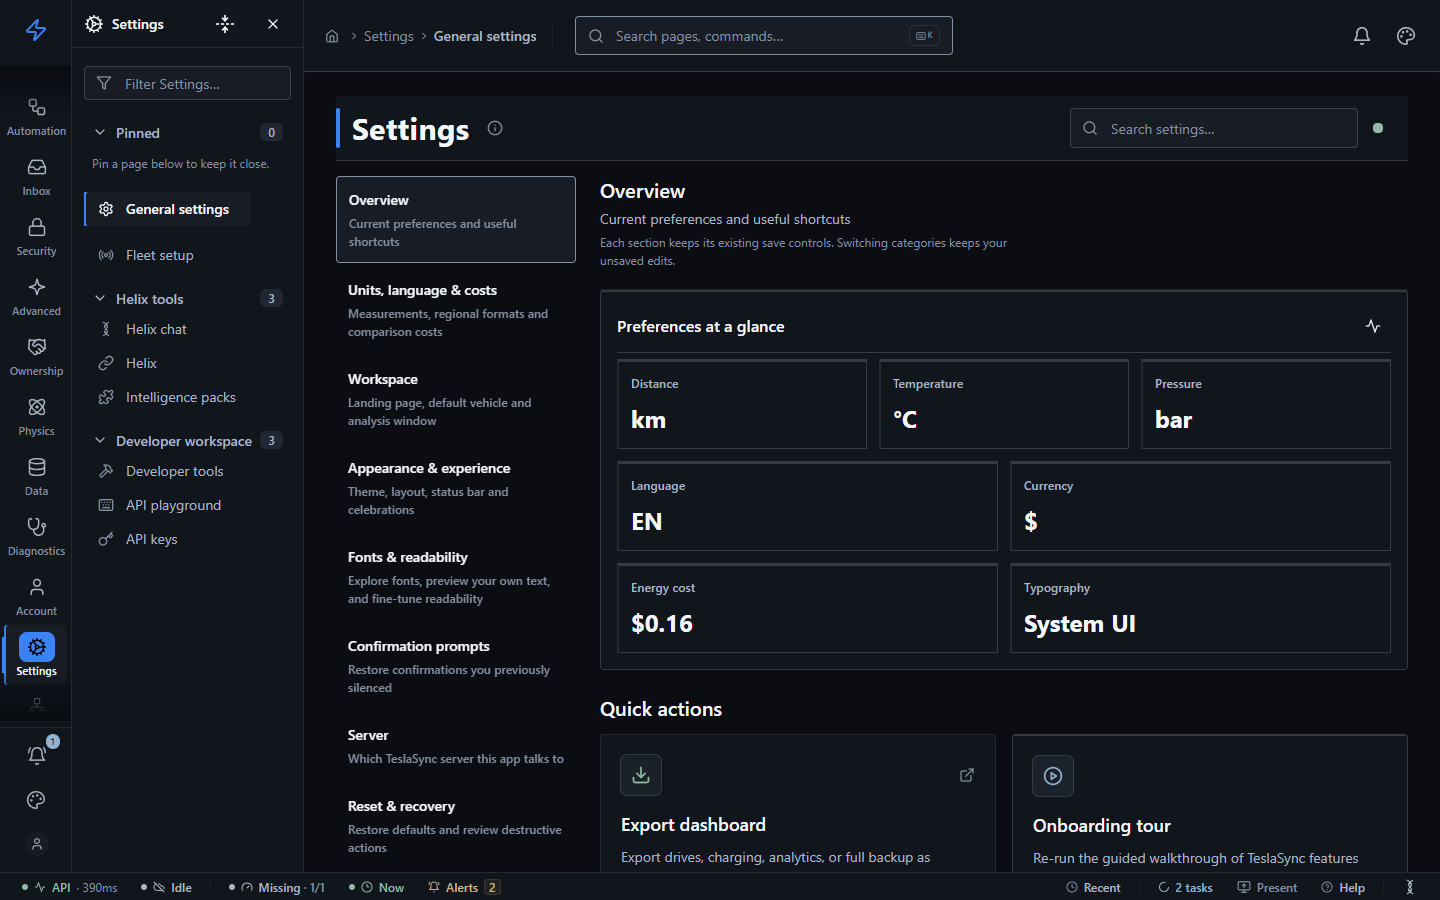 Settings
Settings
General settings
Search pages, commands...
K
Automation
Inbox
Security
Advanced
Ownership
Physics
Data
Diagnostics
Account
Settings
1
Filter Settings...
Pinned
0
Pin a page below to keep it close.
General settings
Fleet setup
Helix tools
3
Helix chat
Helix
Intelligence packs
Developer workspace
3
Developer tools
API playground
API keys
Settings
Search settings...
Overview
Current preferences and useful
shortcuts
Units, language & costs
Measurements, regional formats and
comparison costs
Workspace
Landing page, default vehicle and
analysis window
Appearance & experience
Theme, layout, status bar and
celebrations
Fonts & readability
Explore fonts, preview your own text,
and fine-tune readability
Confirmation prompts
Restore confirmations you previously
silenced
Server
Which TeslaSync server this app talks to
Reset & recovery
Restore defaults and review destructive
actions
Overview
Current preferences and useful shortcuts
Each section keeps its existing save controls. Switching categories keeps your
unsaved edits.
Preferences at a glance
Distance
km
Temperature
°C
Pressure
bar
Language
EN
Currency
$
Energy cost
$0.16
Typography
System UI
Quick actions
Export dashboard
Export drives, charging, analytics, or full backup as
Onboarding tour
Re-run the guided walkthrough of TeslaSync features
API · 390ms
Idle
Missing · 1/1
Now
Alerts 2
Recent
2 tasks
Present
Help